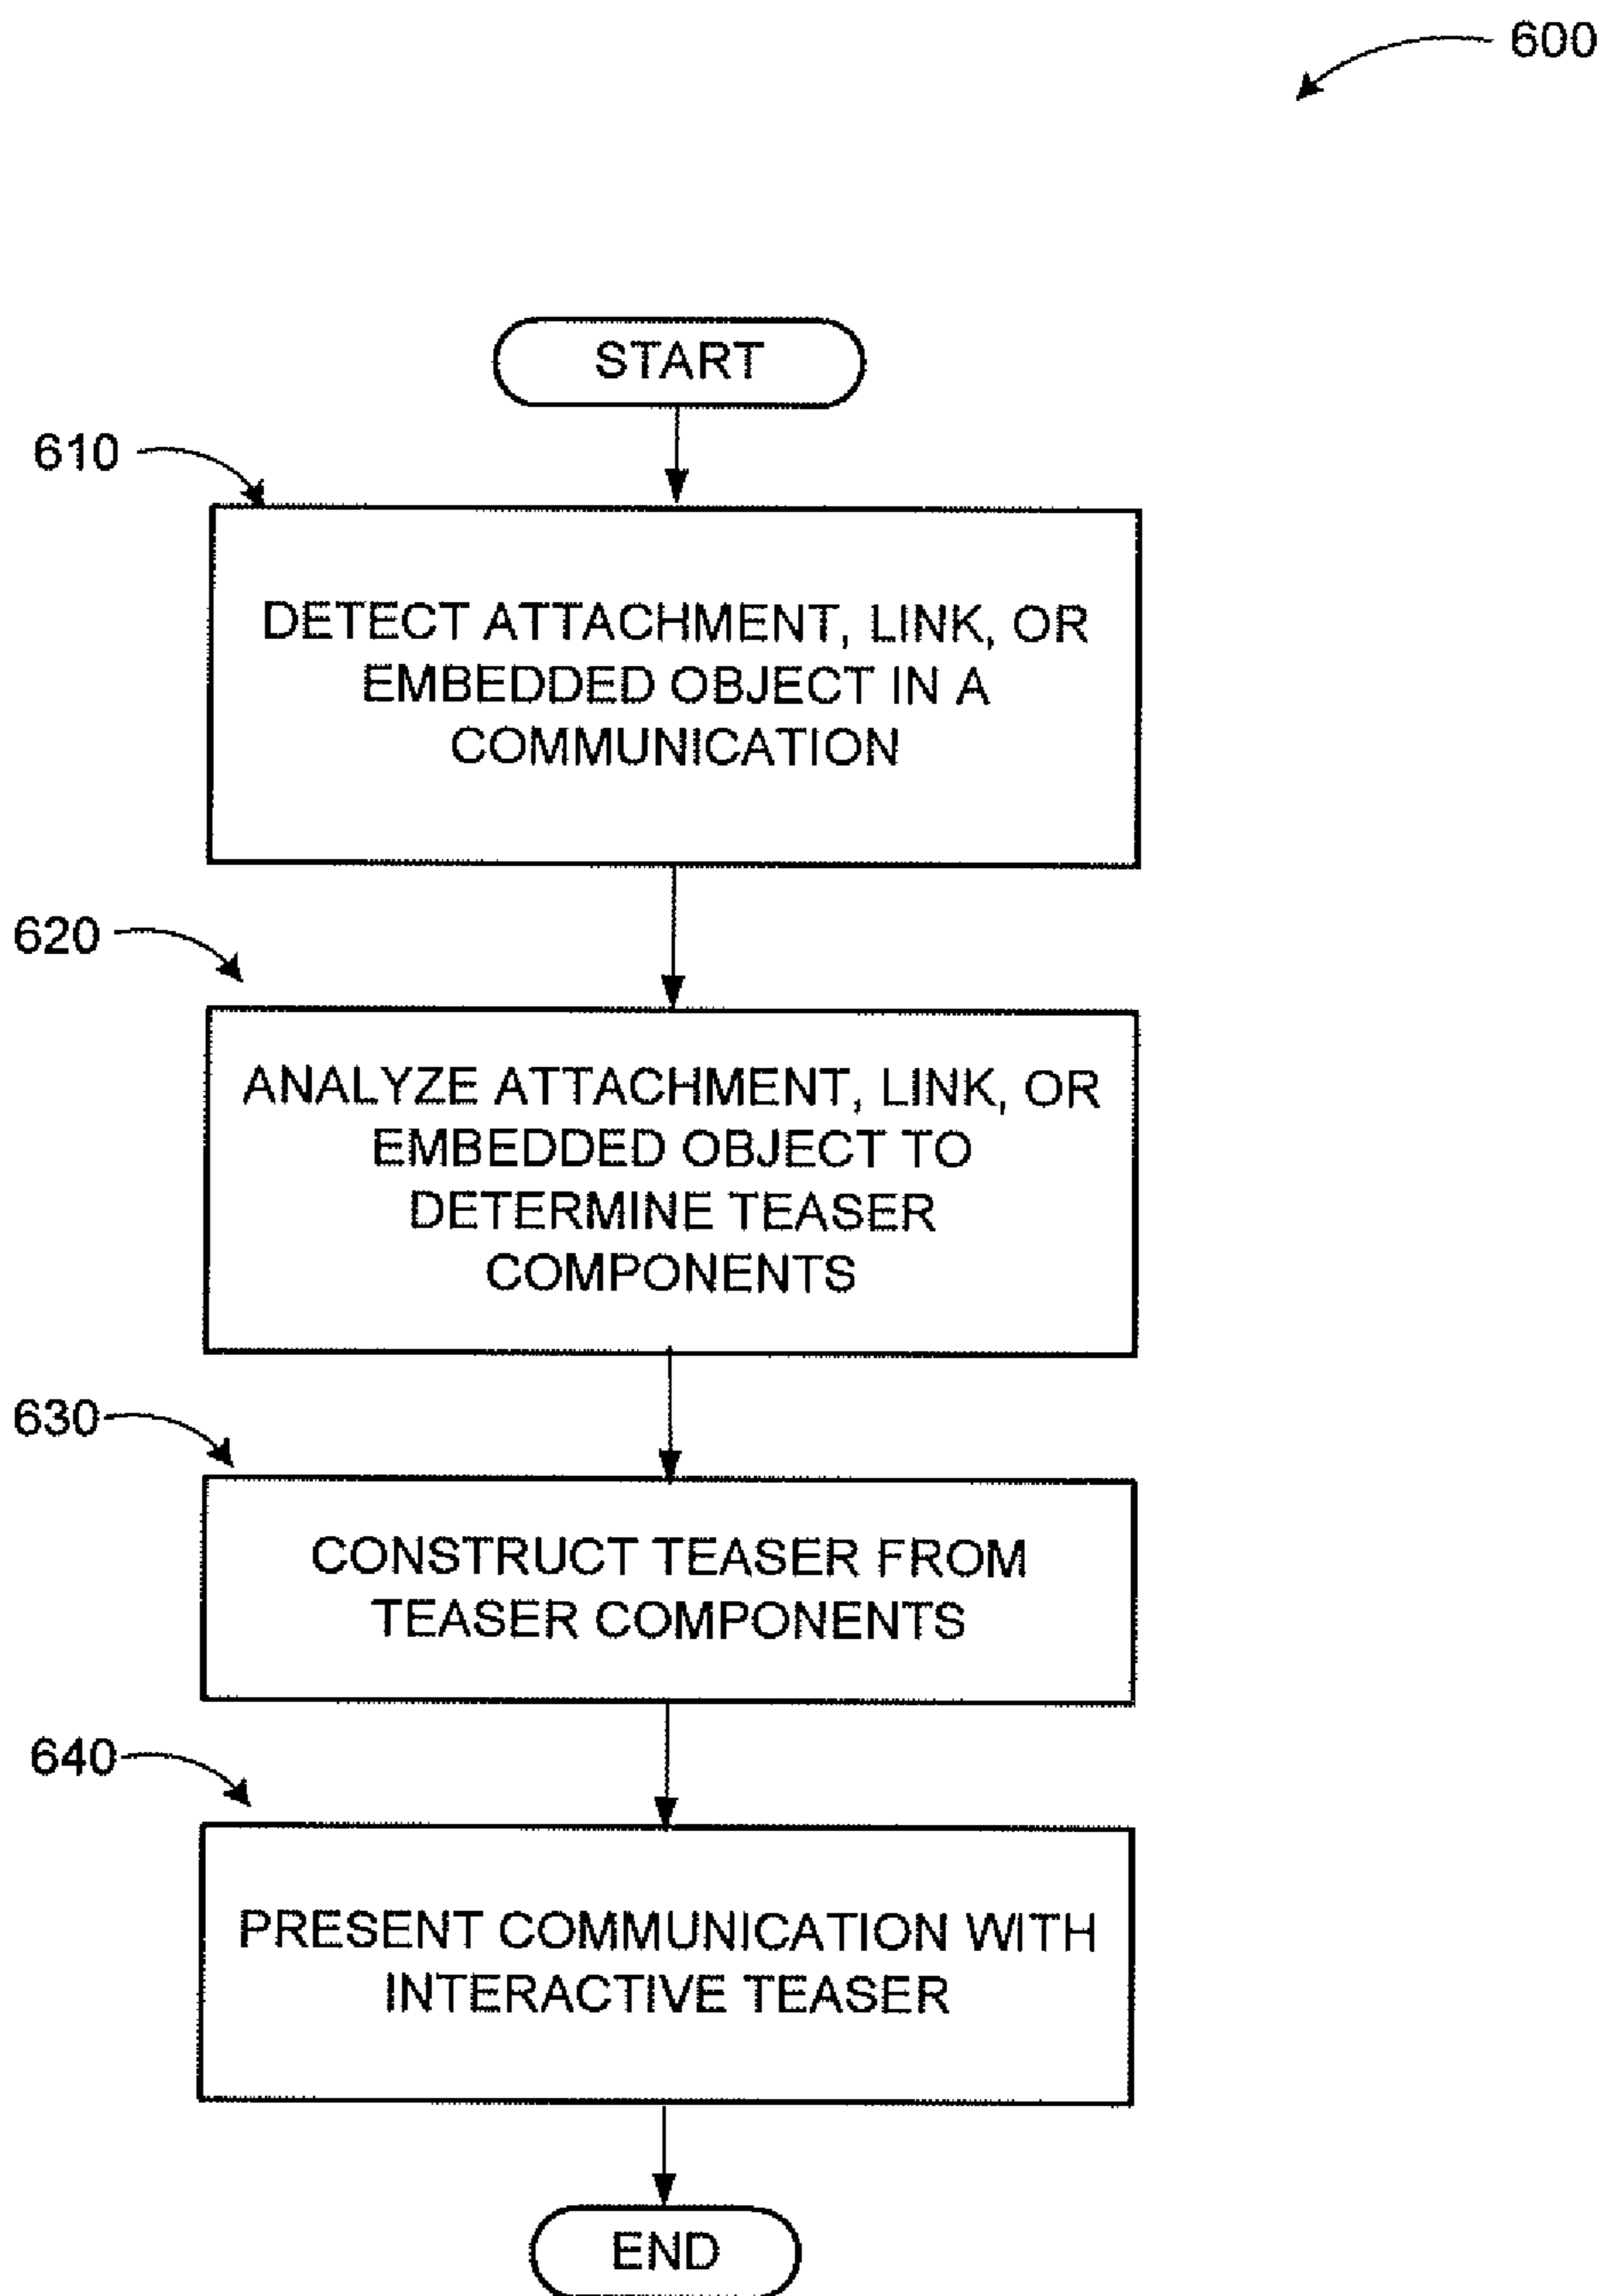 600
START
610
DETECT ATTACHMENT, LINK, OR
EMBEDDED OBJECT IN A
COMMUNICATION
620
ANALYZE ATTACHMENT, LINK, OR
EMBEDDED OBJECT TO
DETERMINE TEASER
COMPONENTS
630
CONSTRUCT TEASER FROM
TEASER COMPONENTS
640
PRESENT COMMUNICATION WITH
INTERACTIVE TEASER
END